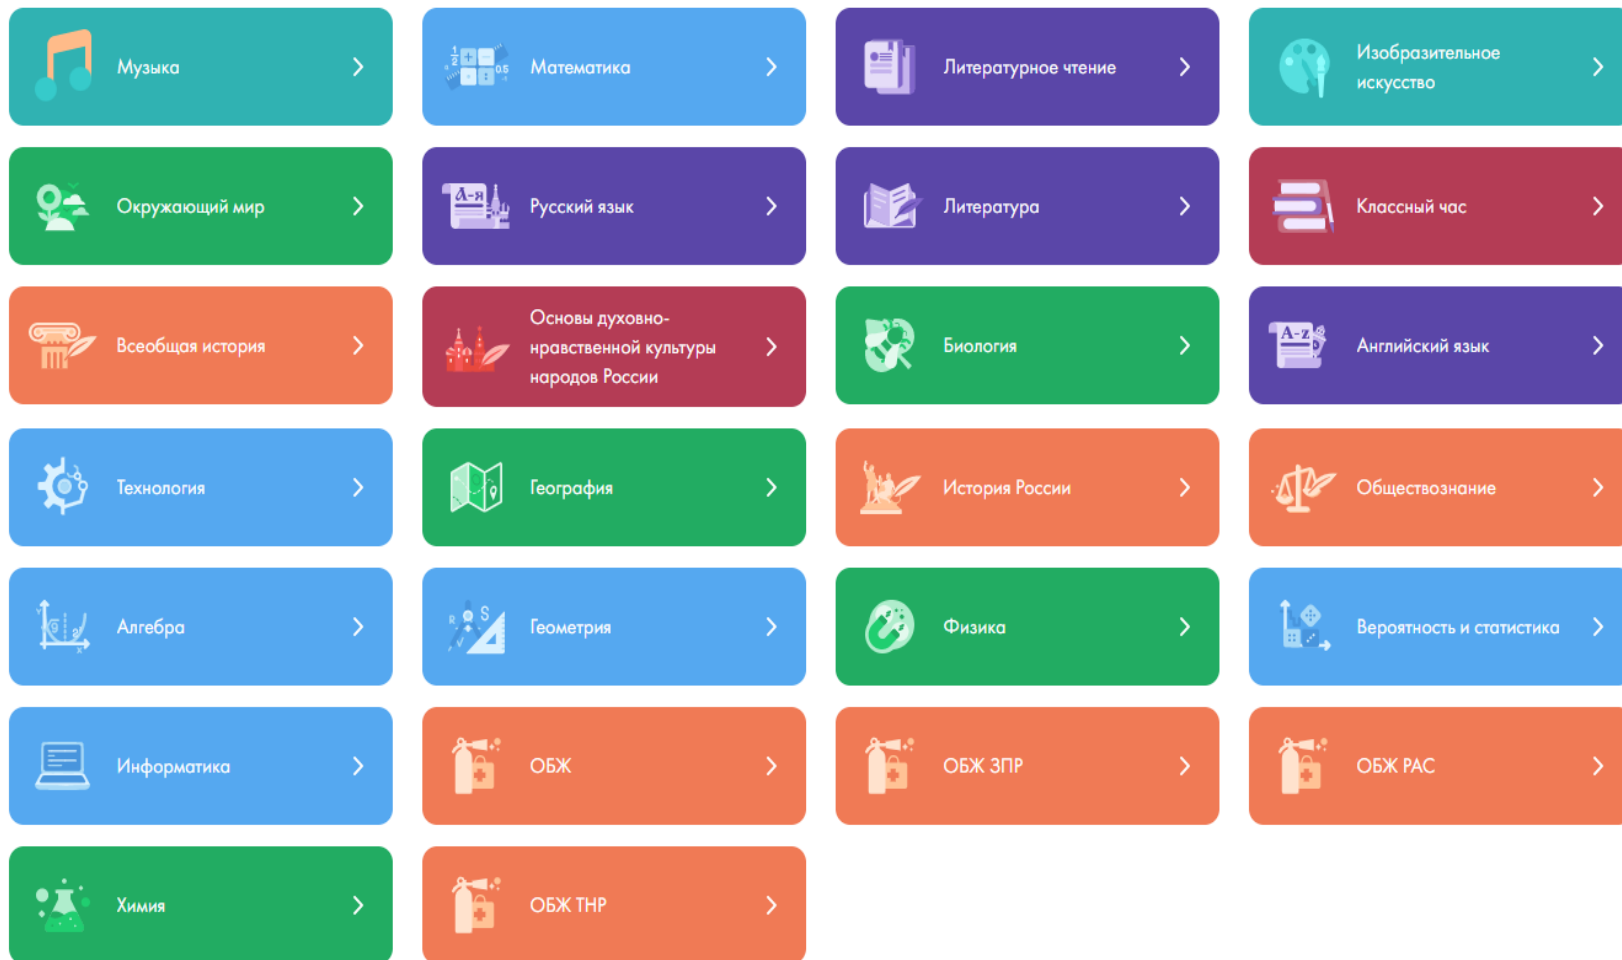 Музыка
Математика
Литературное чтение
Изобразительное
искусство
Окружающий мир
Русский язык
Литература
Классный час
Всеобщая история
Основы духовно-
нравственной культуры
народов России
Биология
Английский язык
Технология
География
История России
Обществознание
Алгебра
Геометрия
Физика
Вероятность и статистика
Информатика
ОБЖ
ОБЖ ЗПР
ОБЖ РАС
Химия
ОБЖ ТНР